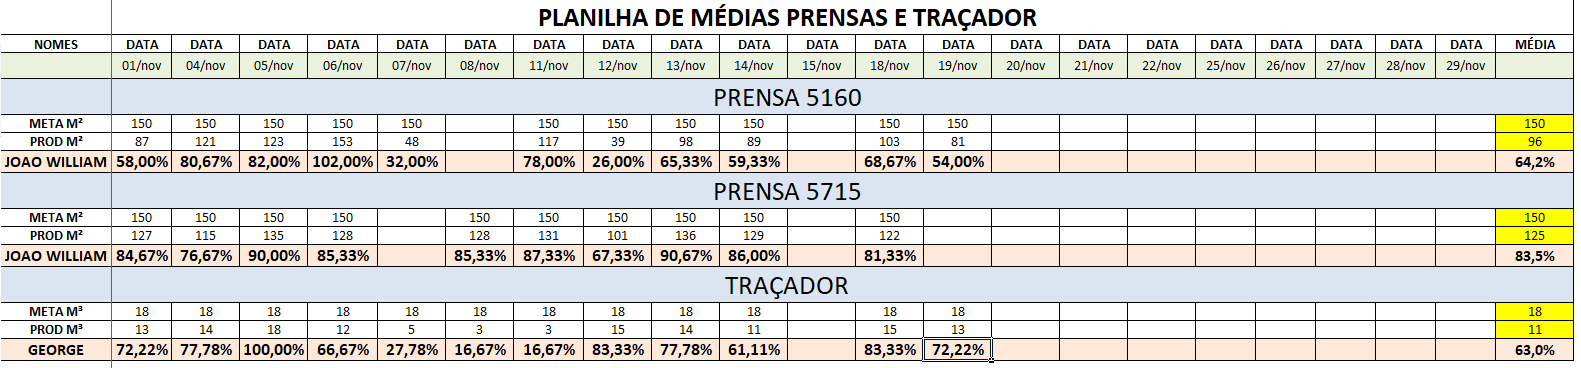 PLANILHA DE MÉDIAS PRENSAS E TRAÇADOR
NOMES DATA DATA DATA DATA DATA DATA DATA DATA DATA DATA DATA DATA DATA DATA DATA DATA DATA DATA DATA DATA DATA MÉDIA
01/nov 04/nov 05/nov 06/nov 07/nov 08/nov 11/nov 12/nov 13/nov 14/nov 15/nov 18/nov 19/nov 20/nov 21/nov 22/nov 25/nov 26/nov 27/nov 28/nov 29/nov
PRENSA 5160
META M² 150 150 150 150 150 150 150 150 150 150 150 150
PROD M² 87 121 123 153 48 117 39 98 89 103 81 96
JOAO WILLIAM 58,00% 80,67% 82,00% 102,00% 32,00% 78,00% 26,00% 65,33% 59,33% 68,67% 54,00% 64,2%
PRENSA 5715
META M² 150 150 150 150 150 150 150 150 150 150 150
PROD M² 127 115 135 128 128 131 101 136 129 122 125
JOAO WILLIAM 84,67% 76,67% 90,00% 85,33% 85,33% 87,33% 67,33% 90,67% 86,00% 81,33% 83,5%
TRAÇADOR
META M³ 18 18 18 18 18 18 18 18 18 18 18 18 18
PROD M³ 13 14 18 12 5 3 3 15 14 11 15 13 11
GEORGE 72,22% 77,78% 100,00% 66,67% 27,78% 16,67% 16,67% 83,33% 77,78% 61,11% 83,33% 72,22% 63,0%